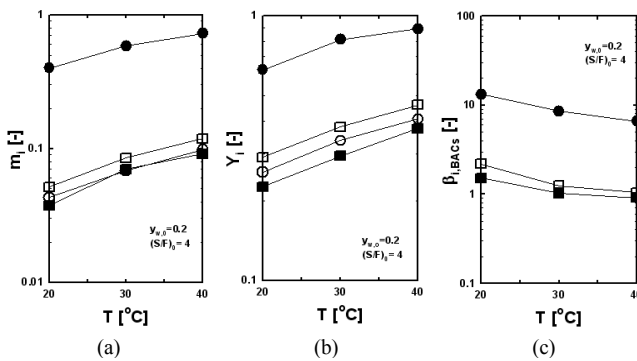 1
0.1
0.01
m_i [-]
y_w,0=0.2
(S/F)_0= 4
20 30 40
T [°C]
(a)
1
0.1
Y_i [-]
y_w,0=0.2
(S/F)_0= 4
20 30 40
T [°C]
(b)
100
10
1
0.1
β_i,BACs [-]
y_w,0=0.2
(S/F)_0= 4
20 30 40
T [°C]
(c)